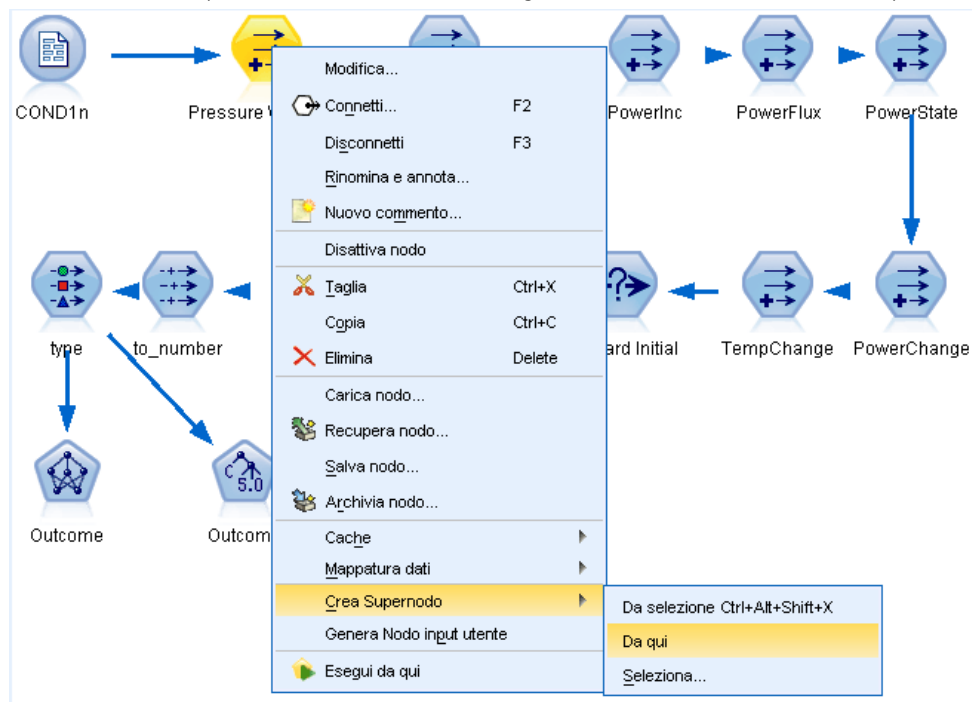 COND1n
Pressure
PowerInc
PowerFlux
PowerState
Modifica...
Connetti... F2
Disconnetti F3
Rinomina e annota...
Nuovo commento...
Disattiva nodo
Taglia Ctrl+X
Copia Ctrl+C
Elimina Delete
type
to_number
ard Initial
TempChange
PowerChange
Carica nodo...
Recupera nodo...
Salva nodo...
Archivia nodo...
C 5.0
Outcome
Outcom
Cache
Mappatura dati
Crea Supernodo
Genera Nodo input utente
Esegui da qui
Da selezione Ctrl+Alt+Shift+X
Da qui
Seleziona...